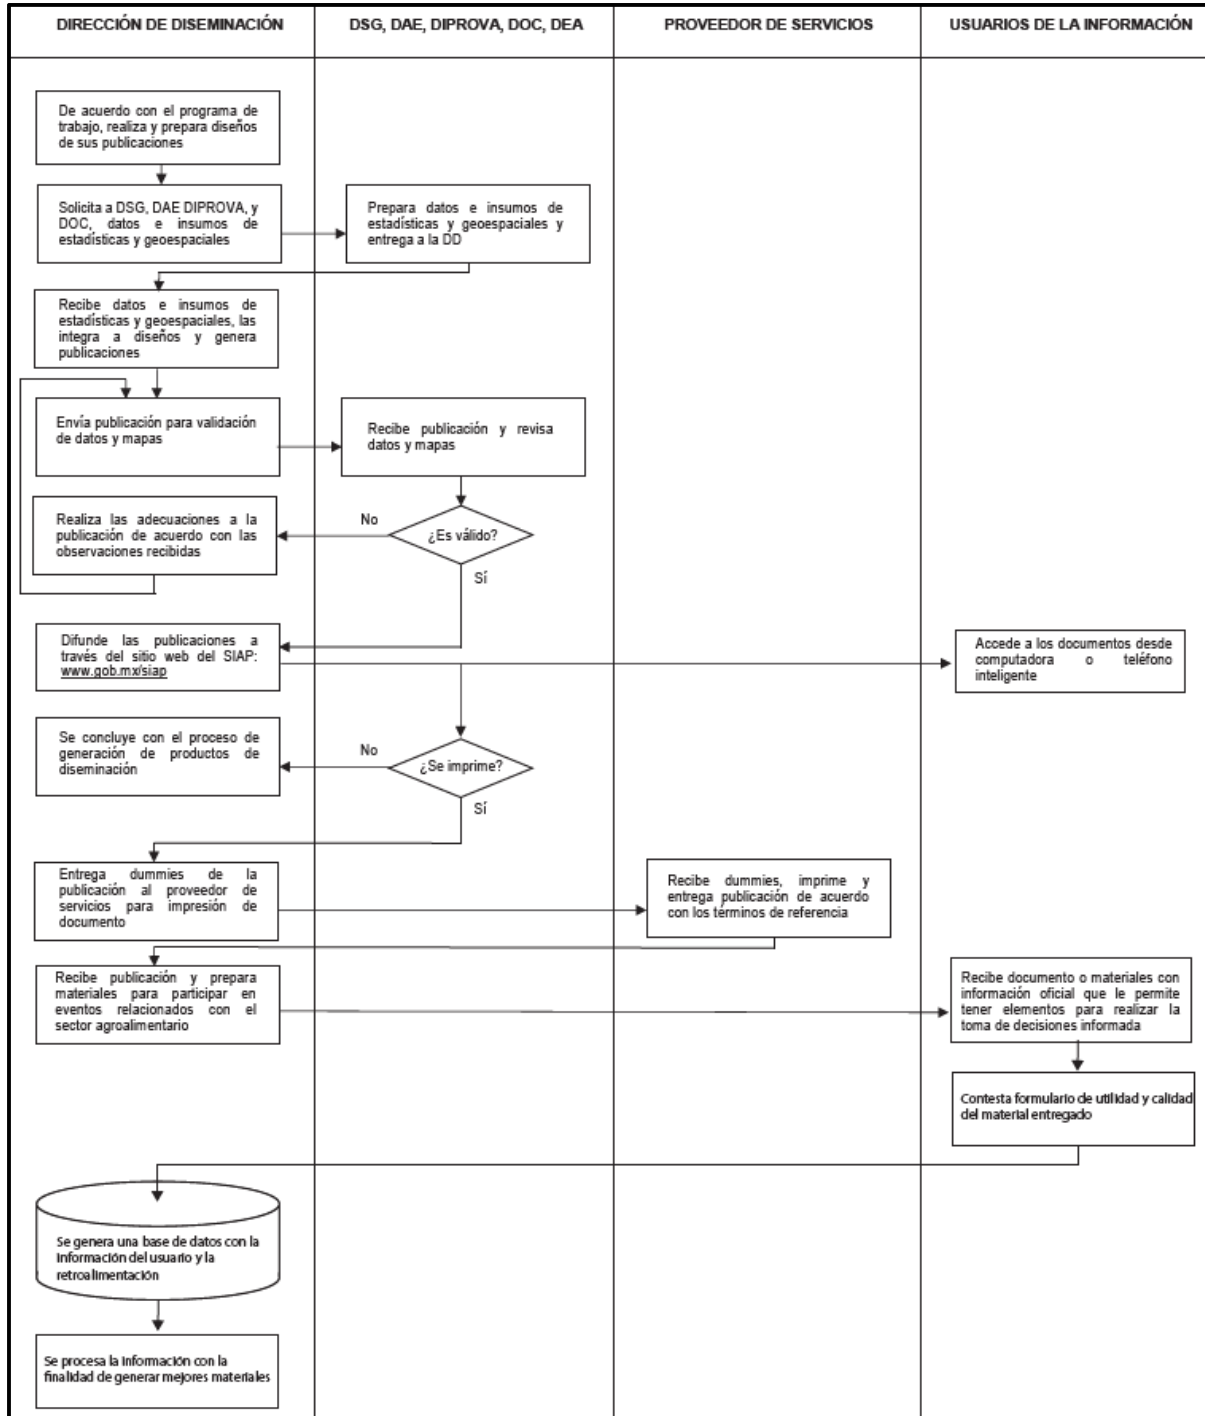 DIRECCIÓN DE DISEMINACIÓN
DSG, DAE, DIPROVA, DOC, DEA
PROVEEDOR DE SERVICIOS
USUARIOS DE LA INFORMACIÓN
De acuerdo con el programa de
trabajo, realiza y prepara diseños
de sus publicaciones
Solicita a DSG, DAE DIPROVA, y
DOC, datos e insumos de
estadísticas y geoespaciales
Prepara datos e insumos de
estadísticas y geoespaciales y
entrega a la DD
Recibe datos e insumos de
estadísticas y geoespaciales, las
integra a diseños y genera
publicaciones
Envía publicación para validación
de datos y mapas
Recibe publicación y revisa
datos y mapas
Realiza las adecuaciones a la
publicación de acuerdo con las
observaciones recibidas
No
¿Es válido?
Sí
Difunde las publicaciones a
través del sitio web del SIAP:
www.gob.mx/siap
Accede a los documentos desde
computadora o teléfono
inteligente
Se concluye con el proceso de
generación de productos de
diseminación
No
¿Se imprime?
Sí
Entrega dummies de la
publicación al proveedor de
servicios para impresión de
documento
Recibe dummies, imprime y
entrega publicación de acuerdo
con los términos de referencia
Recibe publicación y prepara
materiales para participar en
eventos relacionados con el
sector agroalimentario
Recibe documento o materiales con
información oficial que le permite
tener elementos para realizar la
toma de decisiones informada
Contesta formulario de utilidad y calidad
del material entregado
Se genera una base de datos con la
información del usuario y la
retroalimentación
Se procesa la información con la
finalidad de generar mejores materiales